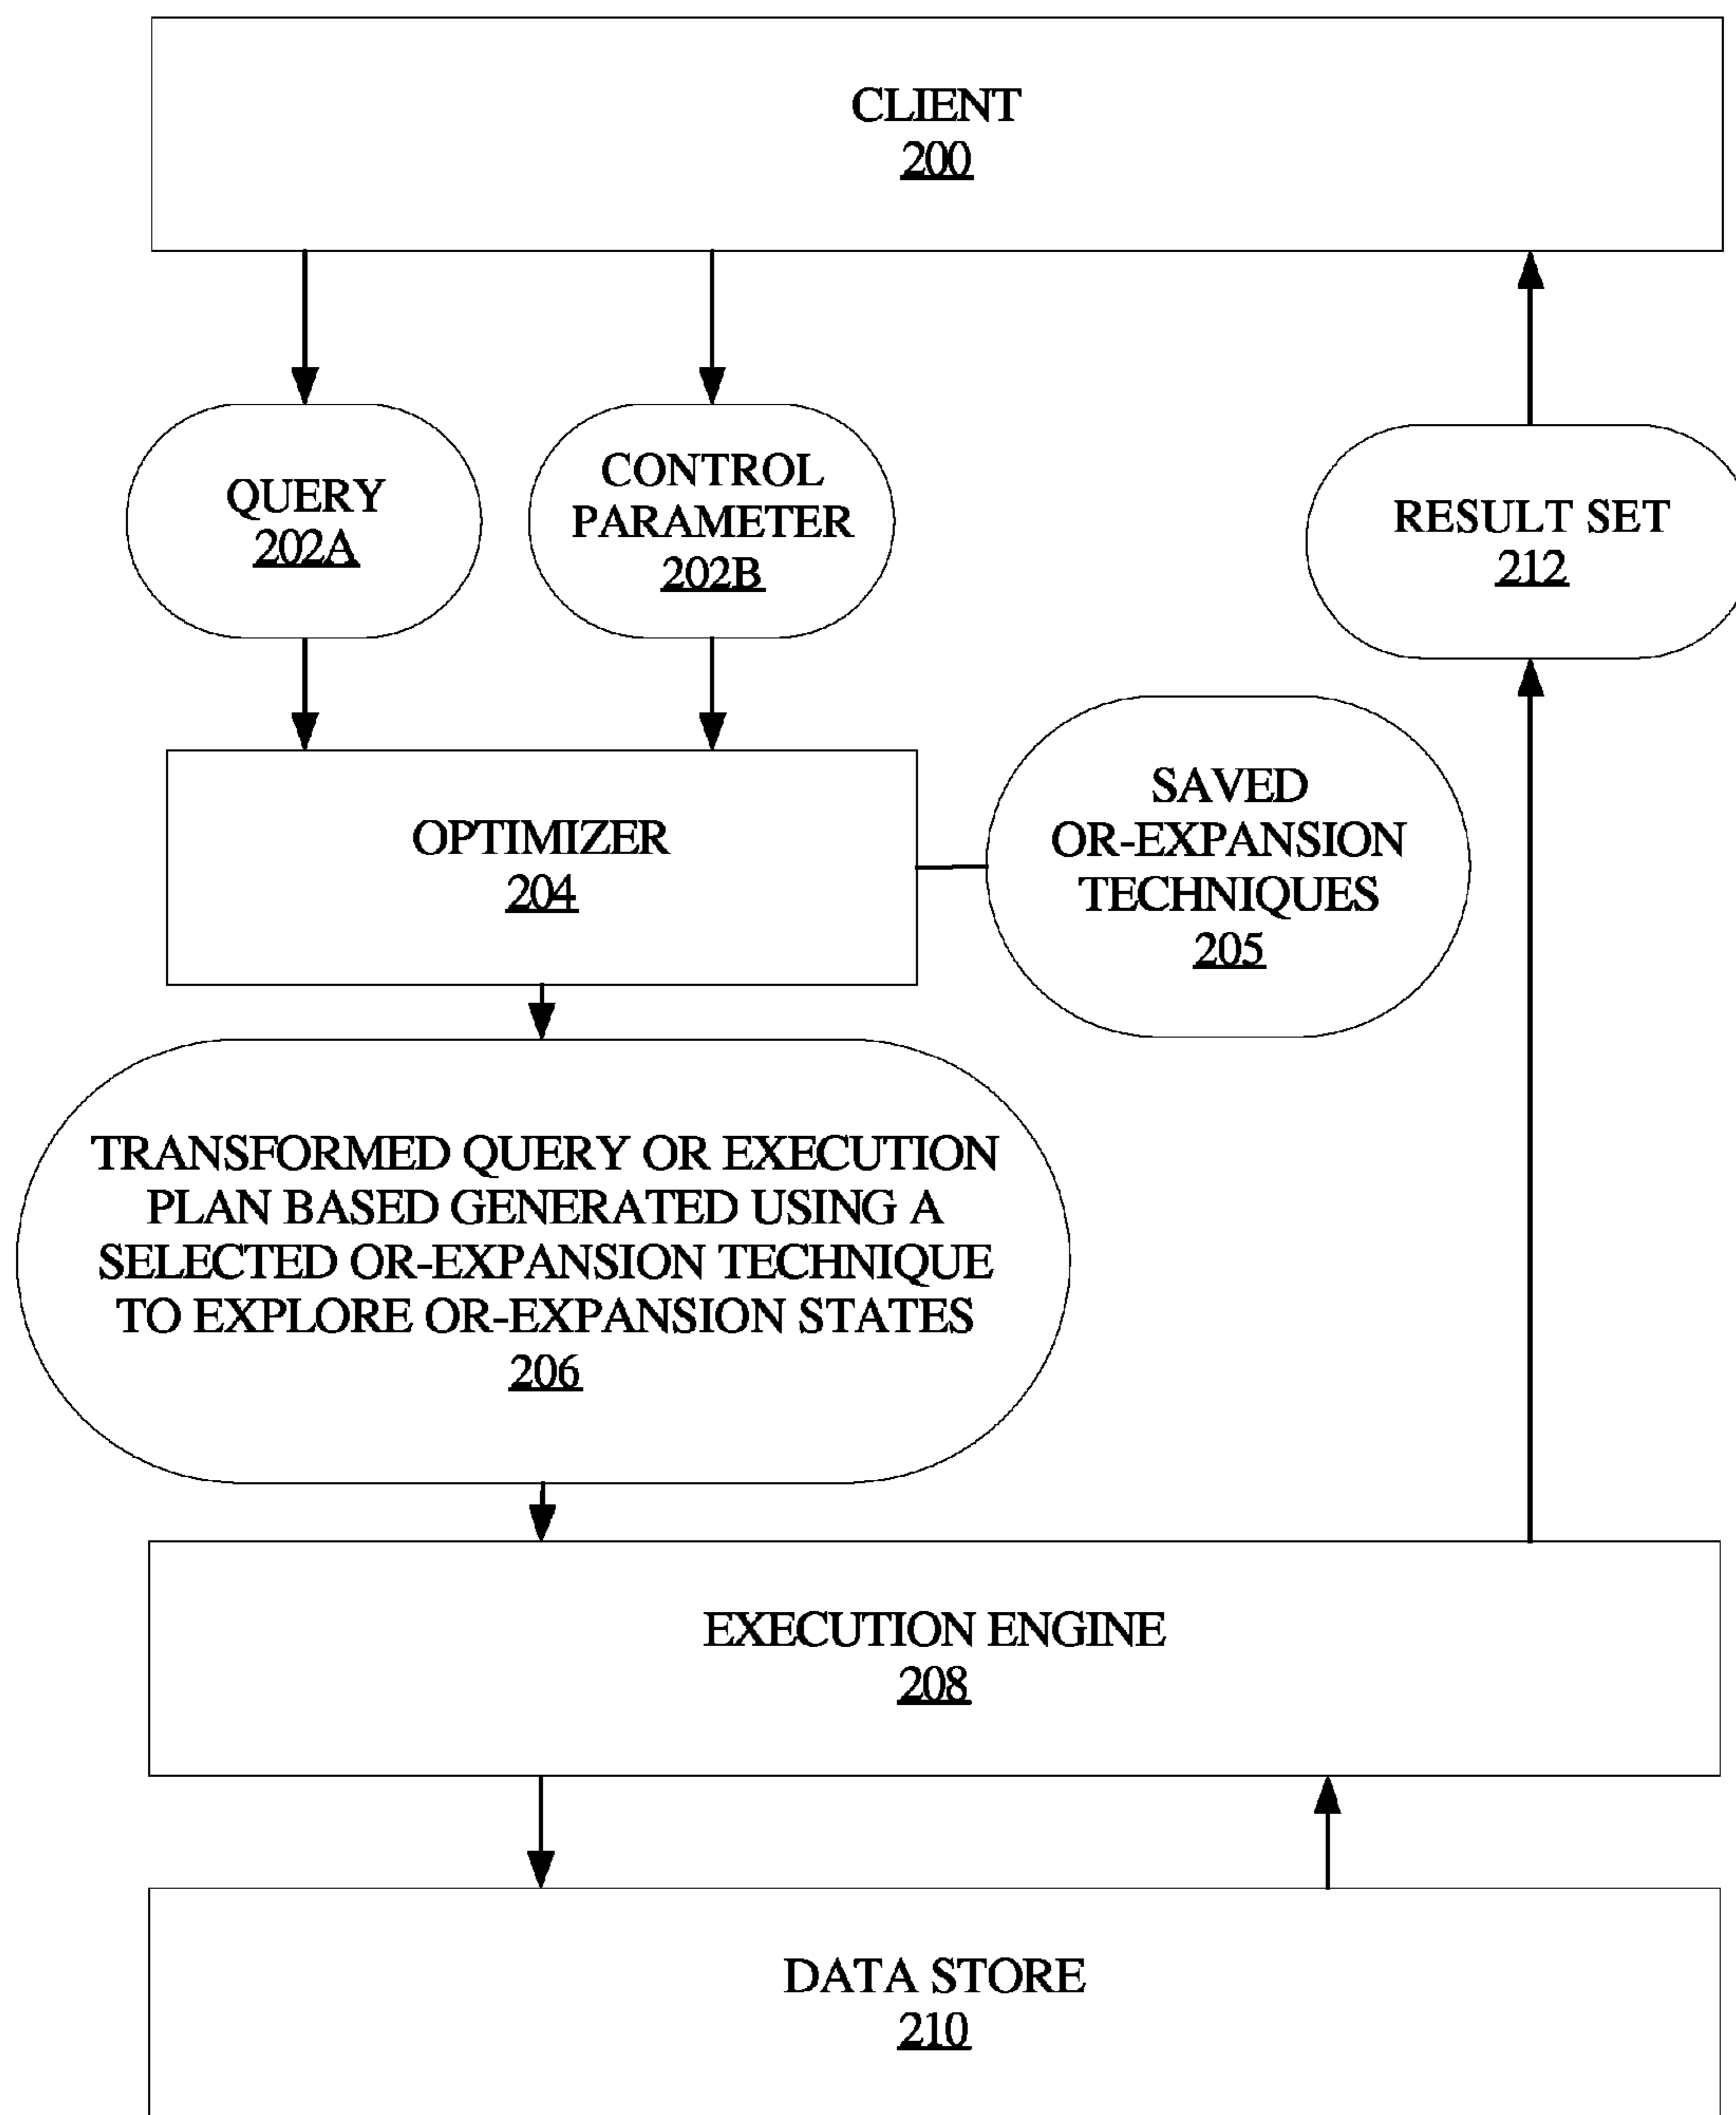 CLIENT
200
QUERY
202A
CONTROL
PARAMETER
202B
RESULT SET
212
OPTIMIZER
204
SAVED
OR-EXPANSION
TECHNIQUES
205
TRANSFORMED QUERY OR EXECUTION
PLAN BASED GENERATED USING A
SELECTED OR-EXPANSION TECHNIQUE
TO EXPLORE OR-EXPANSION STATES
206
EXECUTION ENGINE
208
DATA STORE
210